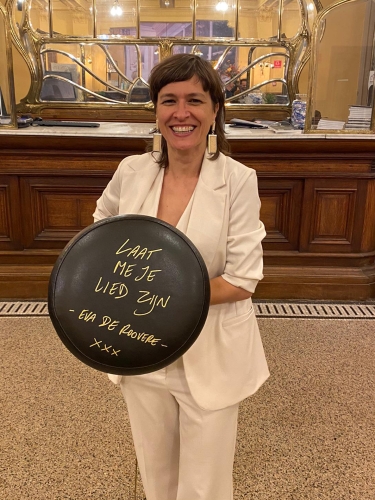 LAAT
ME JE
LIED ZIJN
- EVA DE ROOVERE -
xxx